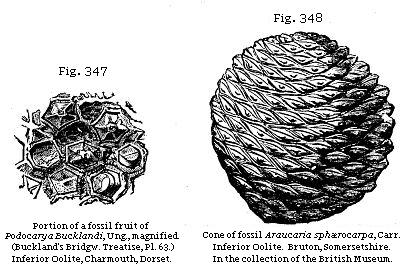 Fig. 347
Portion of a fossil fruit of
Podocarya Bucklandi, Ung., magnified.
(Buckland's Bridgw. Treatise, Pl. 63.)
Inferior Oolite, Charmouth, Dorset.
Fig. 348
Cone of fossil Araucaria sphærocarpa, Carr.
Inferior Oolite. Bruton, Somersetshire.
In the collection of the British Museum.